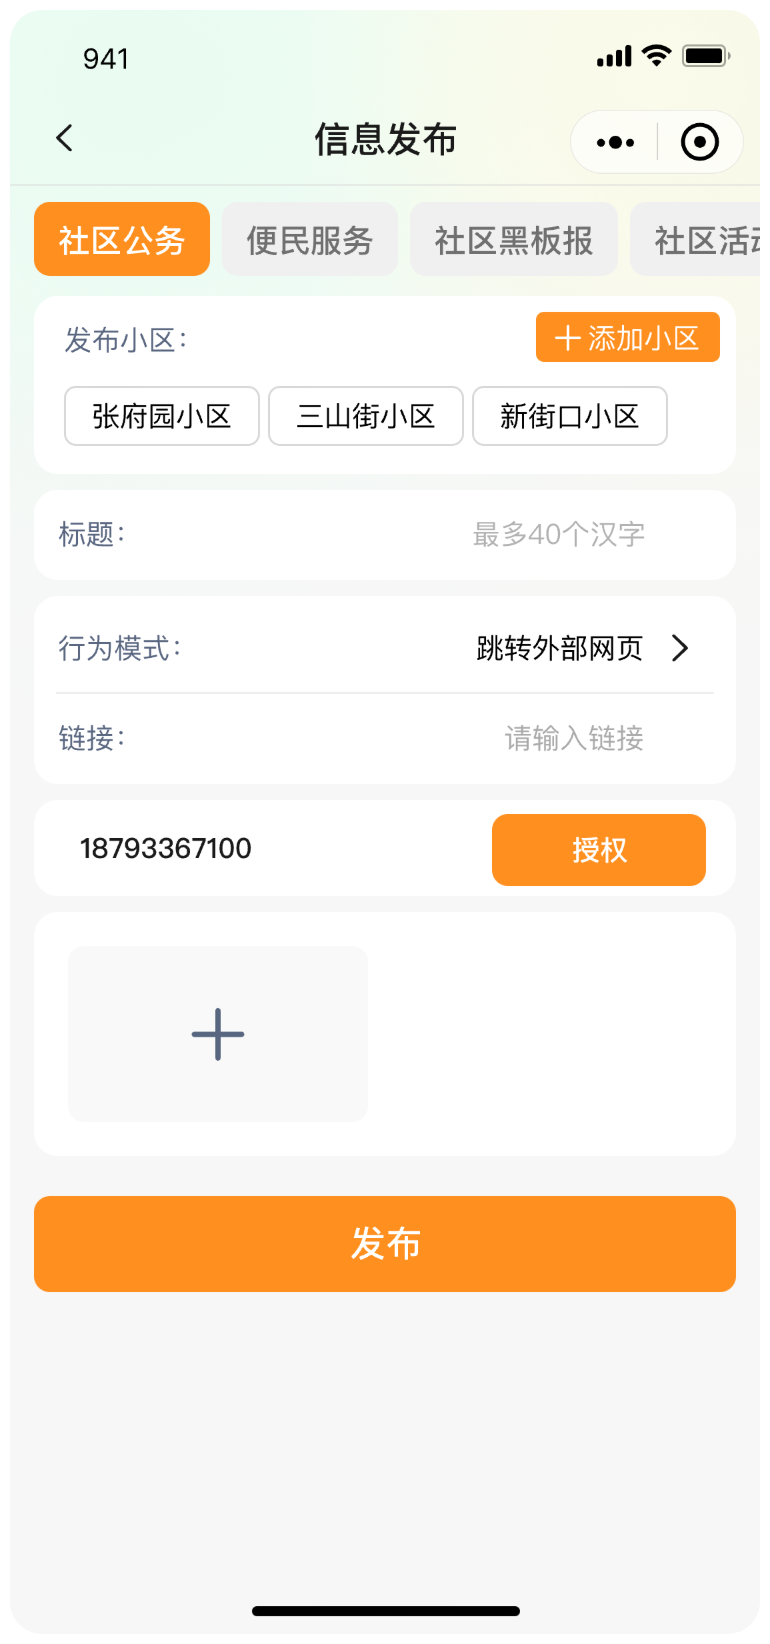 941
信息发布
社区公务 便民服务 社区黑板报 社区活
发布小区：
添加小区
张府园小区 三山街小区 新街口小区
标题： 最多40个汉字
行为模式： 跳转外部网页
链接： 请输入链接
18793367100 授权
发布